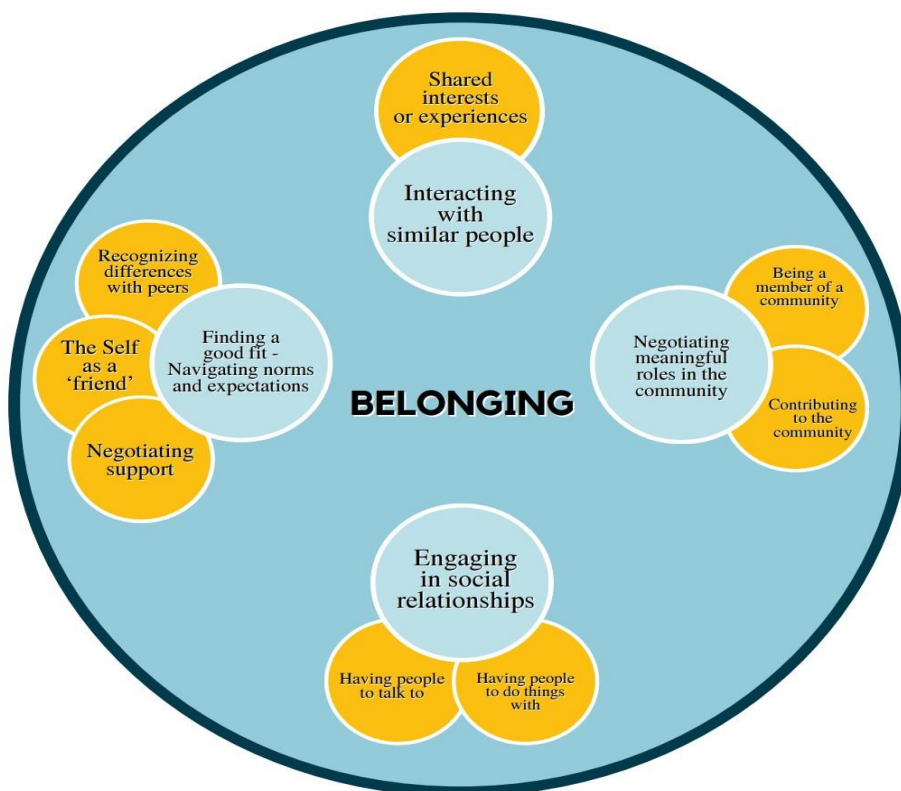 Shared
interests
or experiences
Interacting
with
similar people
Recognizing
differences
with peers
The Self
as a
‘friend’
Negotiating
support
Finding a
good fit -
Navigating norms
and expectations
BELONGING
Being a
member of a
community
Negotiating
meaningful
roles in the
community
Contributing
to the
community
Engaging
in social
relationships
Having people
to talk to
Having people
to do things
with